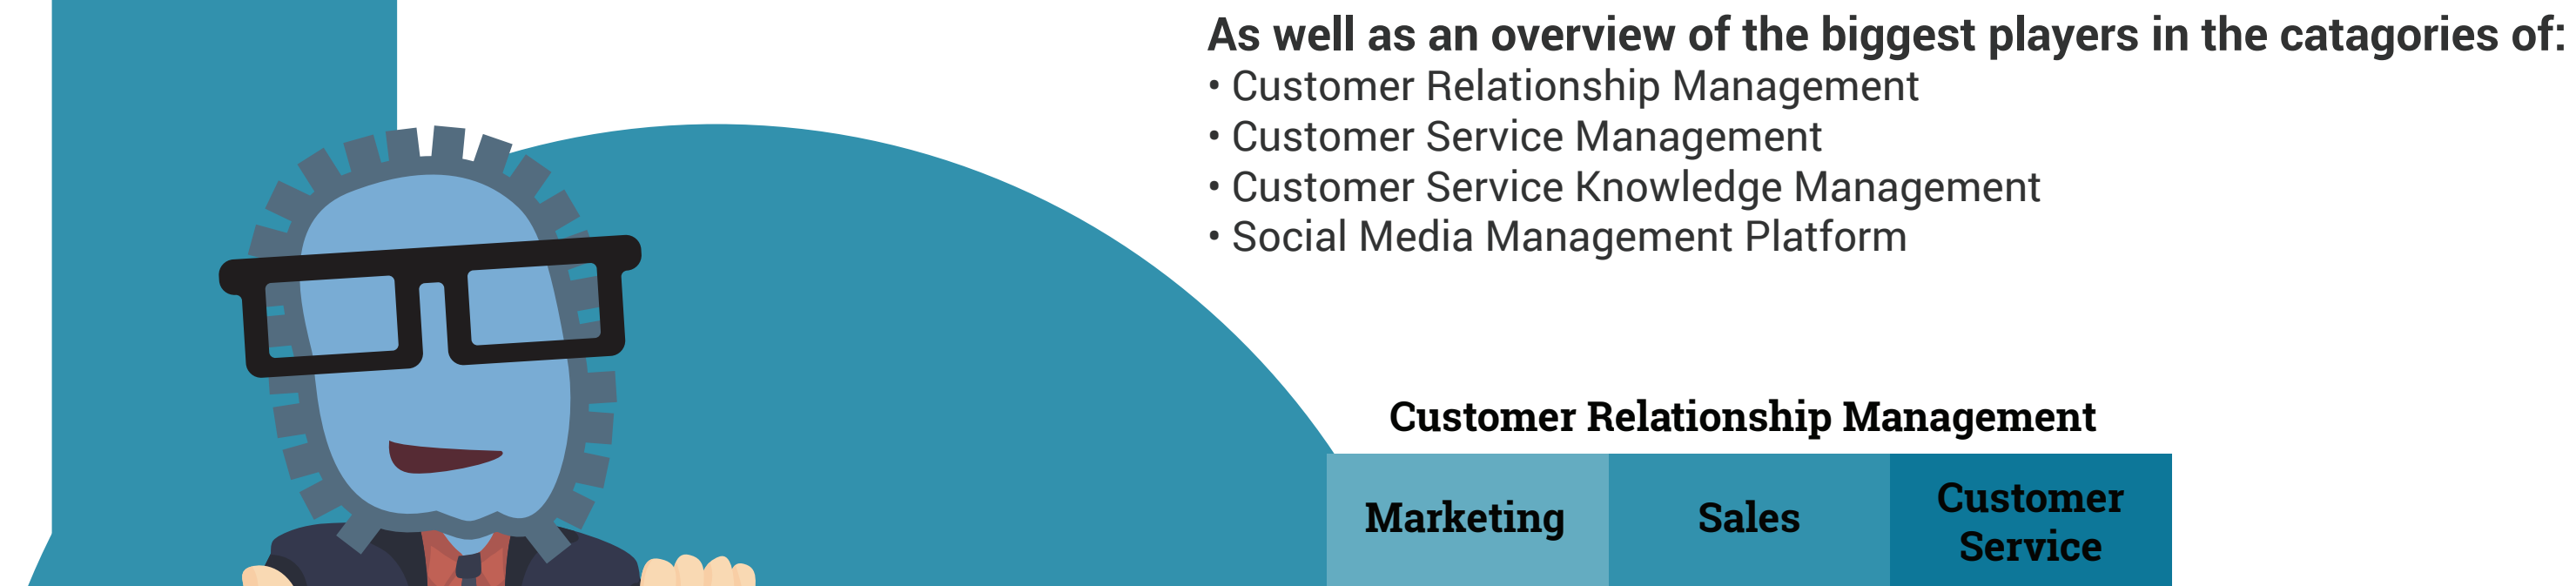 As well as an overview of the biggest players in the catagories of:
• Customer Relationship Management
• Customer Service Management
• Customer Service Knowledge Management
• Social Media Management Platform
Customer Relationship Management
Marketing
Sales
Customer
Service